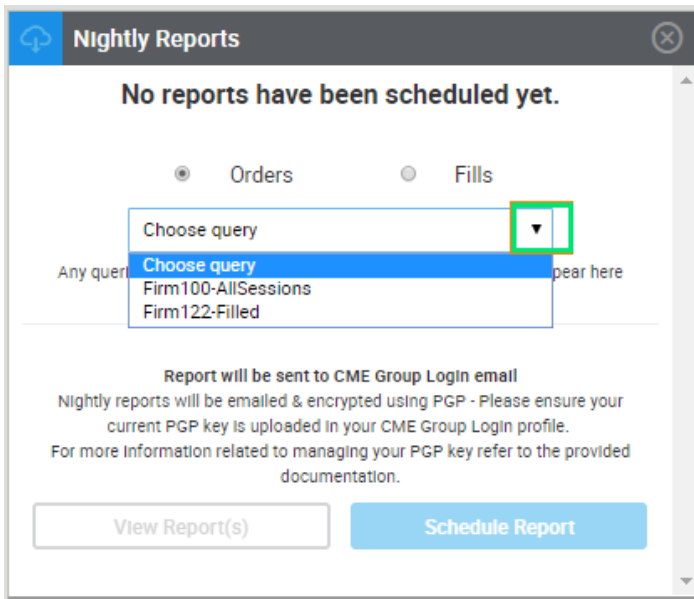 Nightly Reports
No reports have been scheduled yet.
Orders Fills
Choose query
Choose query
Any queri pear here
Firm100-AllSessions
Firm122-Filled
Report will be sent to CME Group Login email
Nightly reports will be emailed & encrypted using PGP - Please ensure your
current PGP key is uploaded in your CME Group Login profile.
For more information related to managing your PGP key refer to the provided
documentation.
View Report(s) Schedule Report